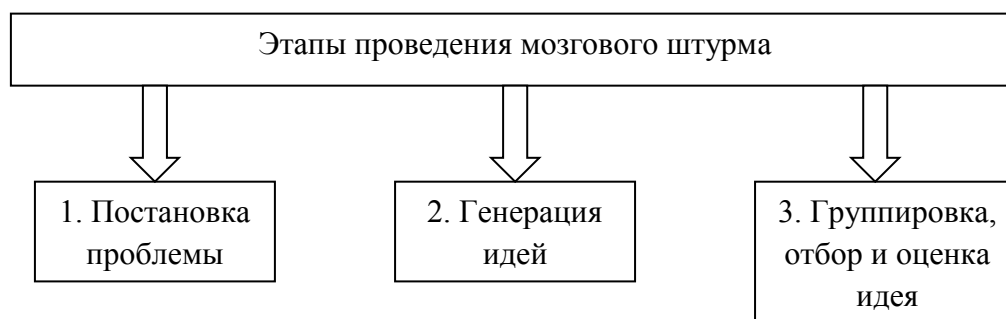 Этапы проведения мозгового штурма
1. Постановка
проблемы
2. Генерация
идей
3. Группировка,
отбор и оценка
идея